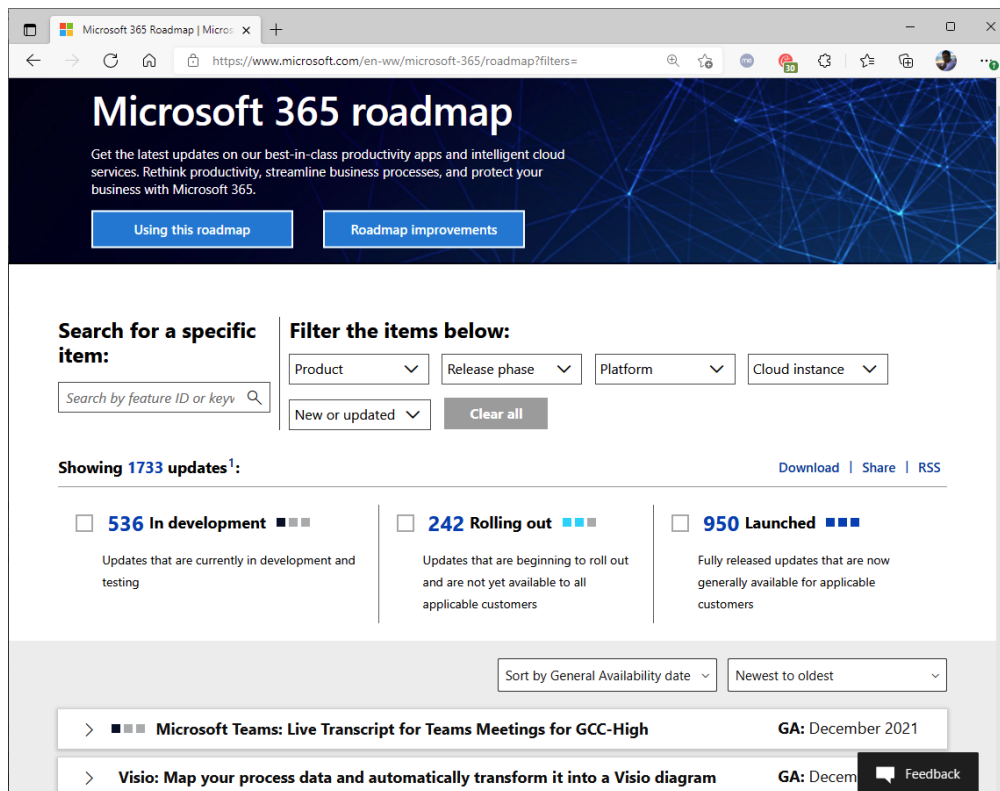 Microsoft 365 Roadmap | Micros
https://www.microsoft.com/en-ww/microsoft-365/roadmap?filters=
30
Microsoft 365 roadmap
Get the latest updates on our best-in-class productivity apps and intelligent cloud
services. Rethink productivity, streamline business processes, and protect your
business with Microsoft 365.
Using this roadmap
Roadmap improvements
Search for a specific
item:
Search by feature ID or keyv
Filter the items below:
Product
Release phase
Platform
Cloud instance
New or updated
Clear all
Showing 1733 updates1:
Download | Share | RSS
536 In development
Updates that are currently in development and
testing
242 Rolling out
Updates that are beginning to roll out
and are not yet available to all
applicable customers
950 Launched
Fully released updates that are now
generally available for applicable
customers
Sort by General Availability date
Newest to oldest
Microsoft Teams: Live Transcript for Teams Meetings for GCC-High
GA: December 2021
Visio: Map your process data and automatically transform it into a Visio diagram
GA: Decem
Feedback